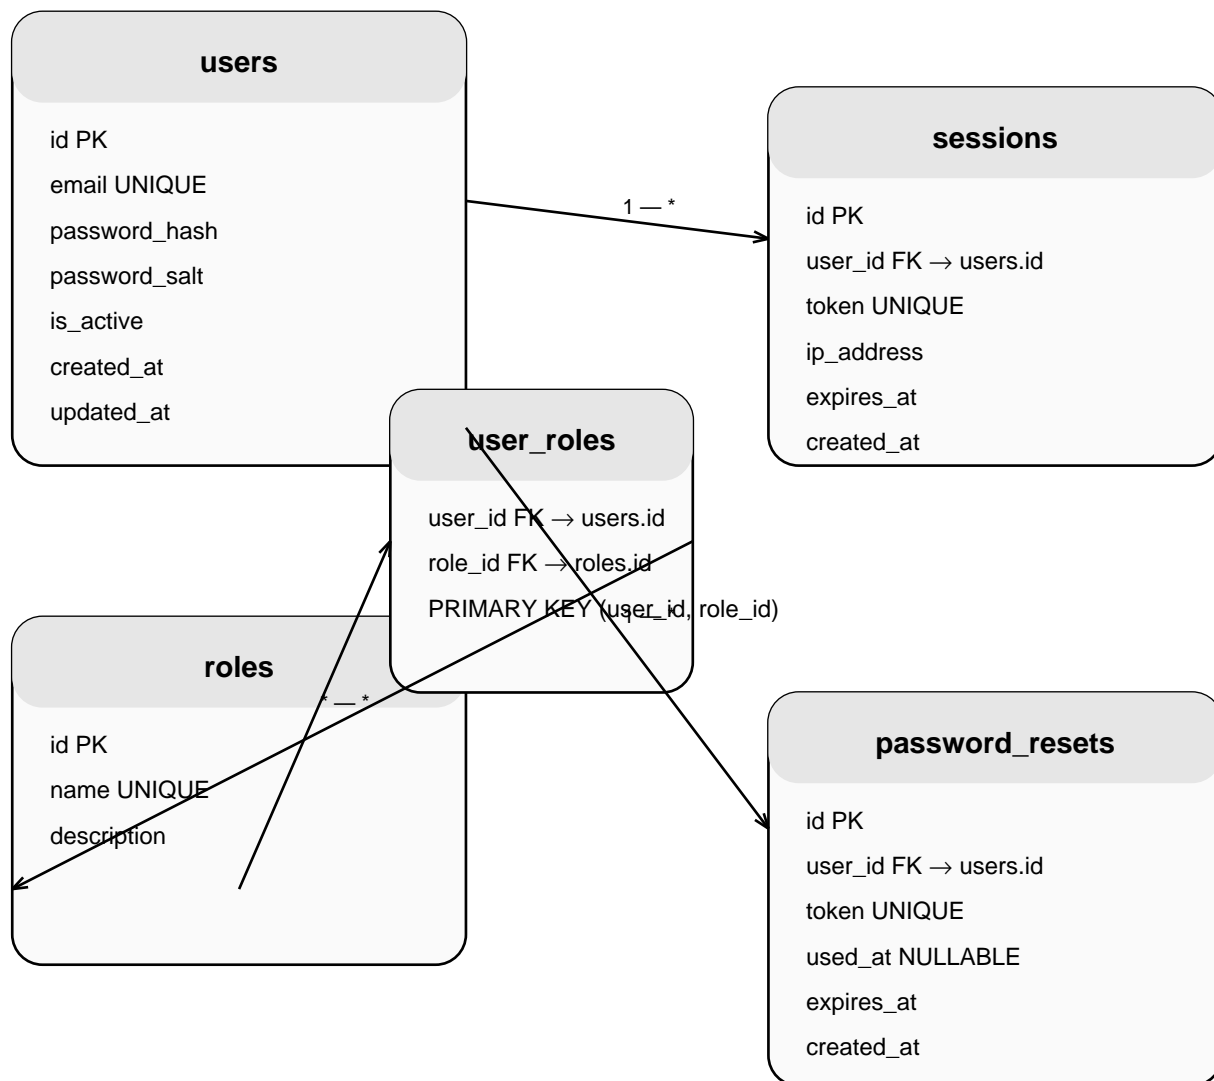 users
id PK
email UNIQUE
password_hash
password_salt
is_active
created_at
updated_at
1 — *
sessions
id PK
user_id FK → users.id
token UNIQUE
ip_address
expires_at
created_at
user_roles
user_id FK → users.id
role_id FK → roles.id
PRIMARY KEY (user_id, role_id)
1 — *
roles
* — *
id PK
name UNIQUE
description
password_resets
id PK
user_id FK → users.id
token UNIQUE
used_at NULLABLE
expires_at
created_at